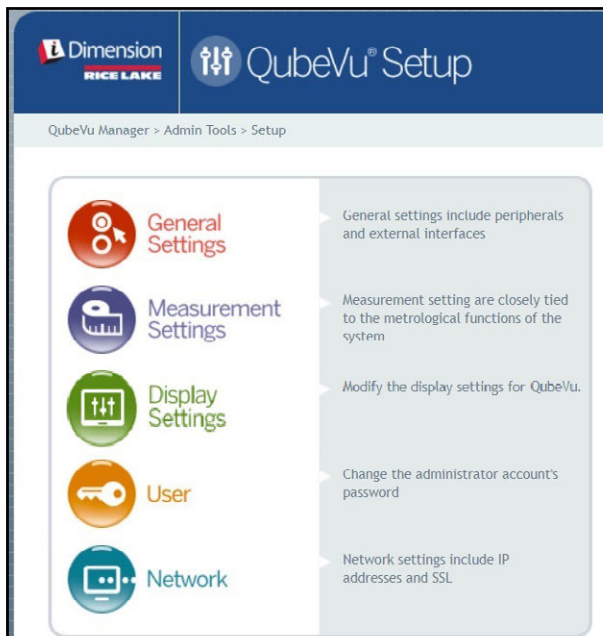 iDimension
RICE LAKE
QubeVu® Setup
QubeVu Manager > Admin Tools > Setup
General
Settings
General settings include peripherals
and external interfaces
Measurement
Settings
Measurement setting are closely tied
to the metrological functions of the
system
Display
Settings
Modify the display settings for QubeVu.
User
Change the administrator account's
password
Network
Network settings include IP
addresses and SSL